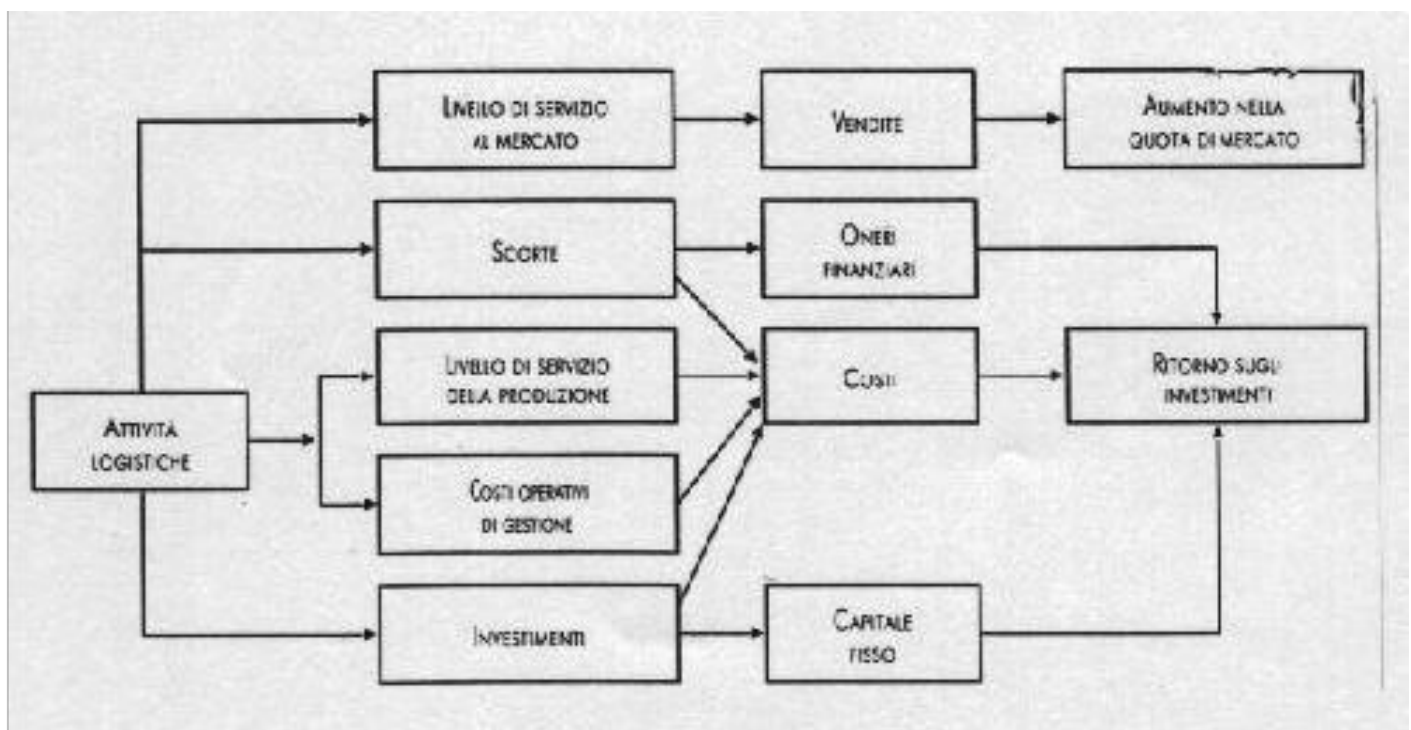 LIVELLO DI SERVIZIO
AL MERCATO
VENDITE
AUMENTO NELLA
QUOTA DI MERCATO
SCORTE
ONERI
FINANZIARI
LIVELLO DI SERVIZIO
DELLA PRODUZIONE
COSTI
RITORNO SUGLI
INVESTIMENTI
ATTIVITÀ
LOGISTICHE
COSTI OPERATIVI
DI GESTIONE
INVESTIMENTI
CAPITALE
FISSO